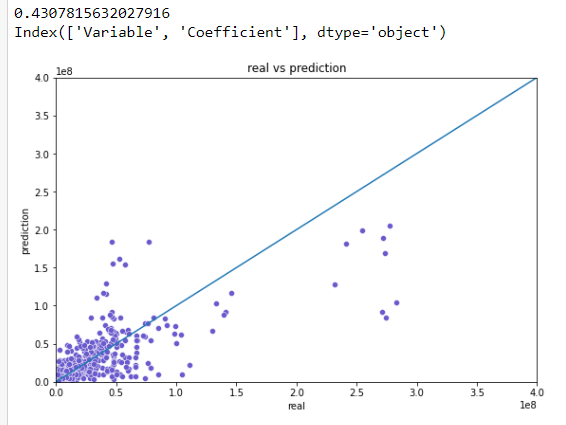 0.4307815632027916
Index(['Variable', 'Coefficient'], dtype='object')
real vs prediction
1e8
4.0
3.5
3.0
2.5
2.0
1.5
1.0
0.5
0.0
prediction
0.0 0.5 1.0 1.5 2.0 2.5 3.0 3.5 4.0
real
1e8